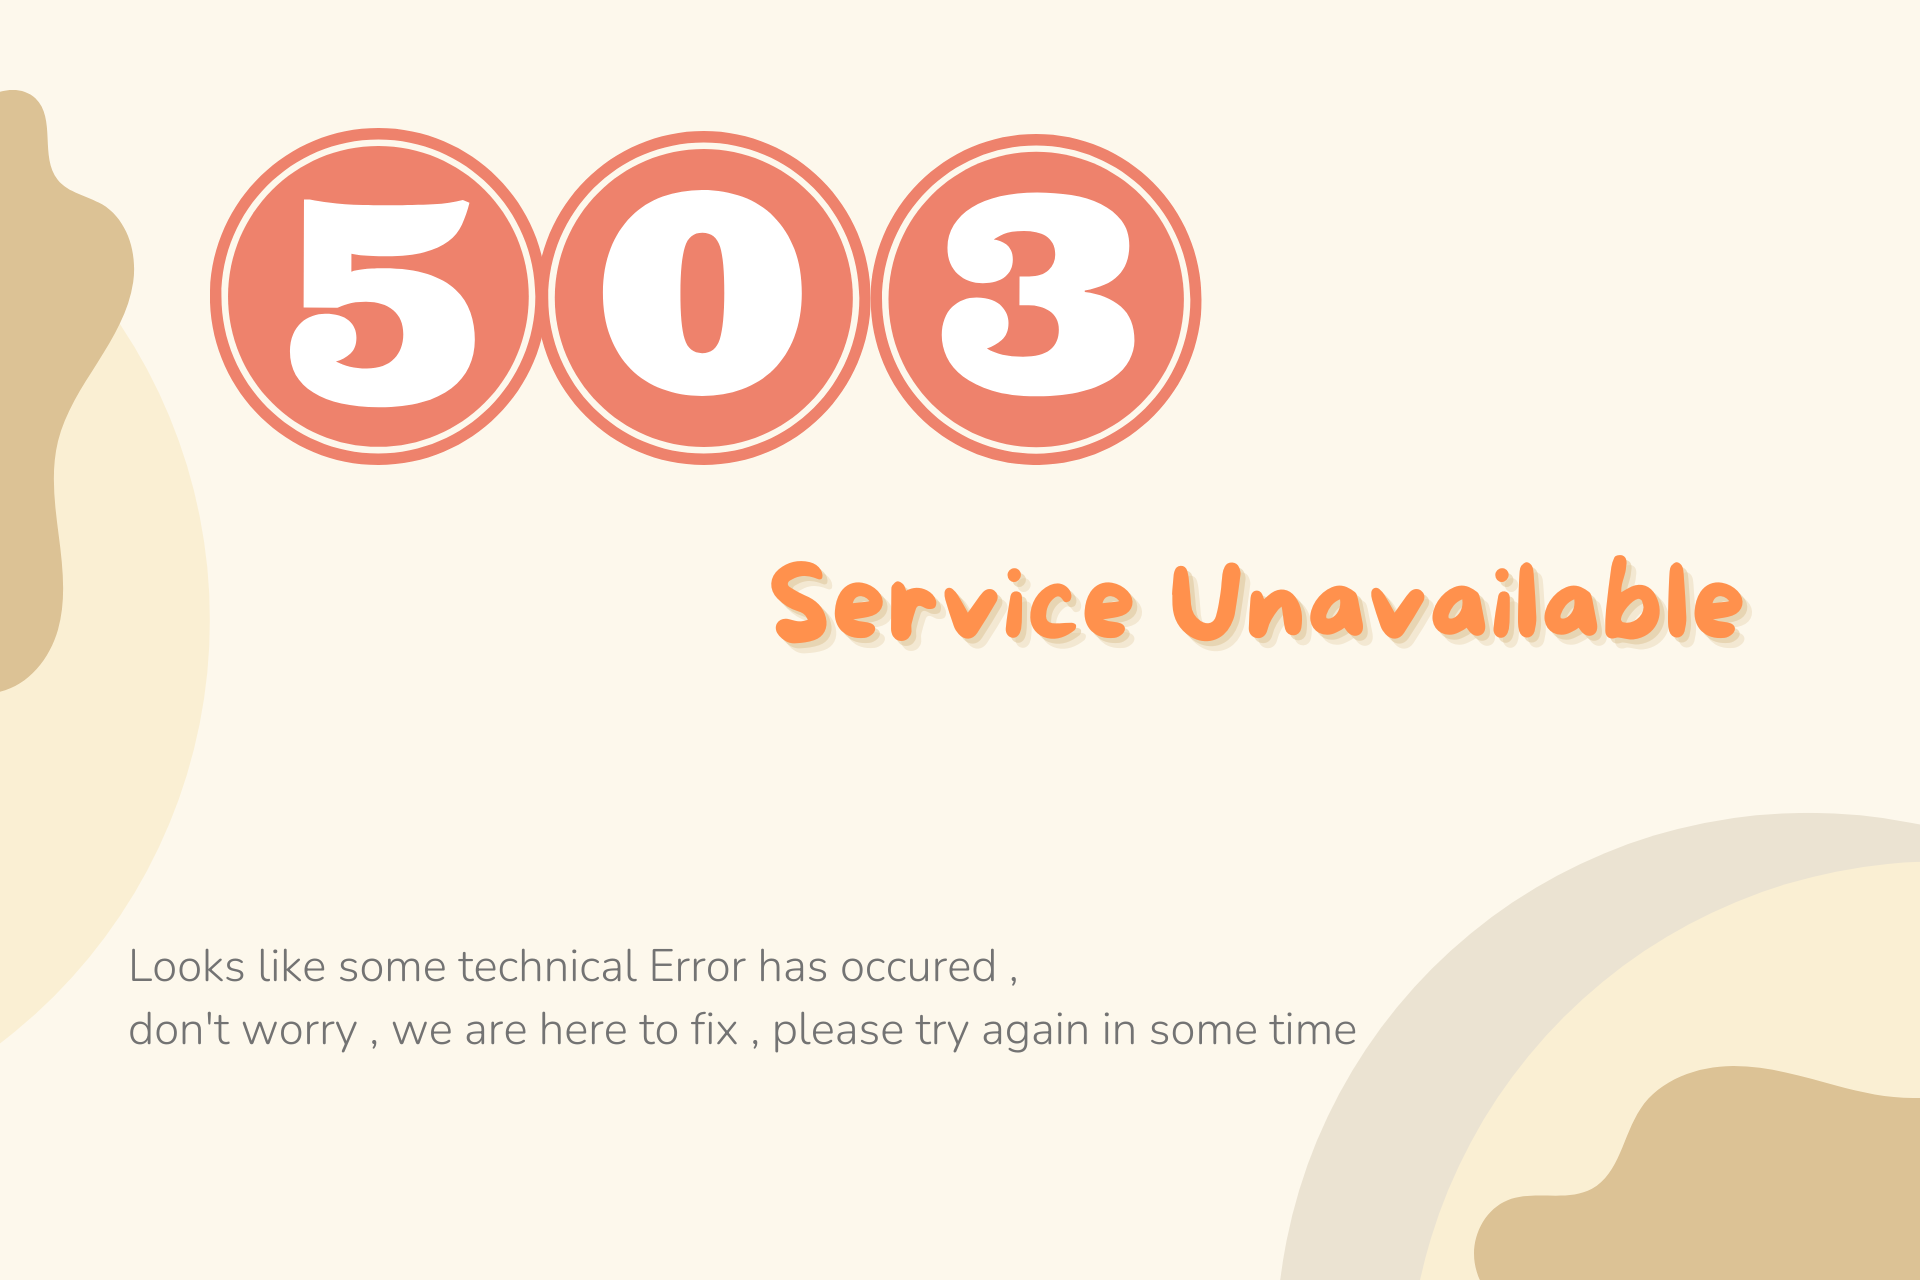 503
Service Unavailable
Looks like some technical Error has occured ,
don't worry , we are here to fix , please try again in some time